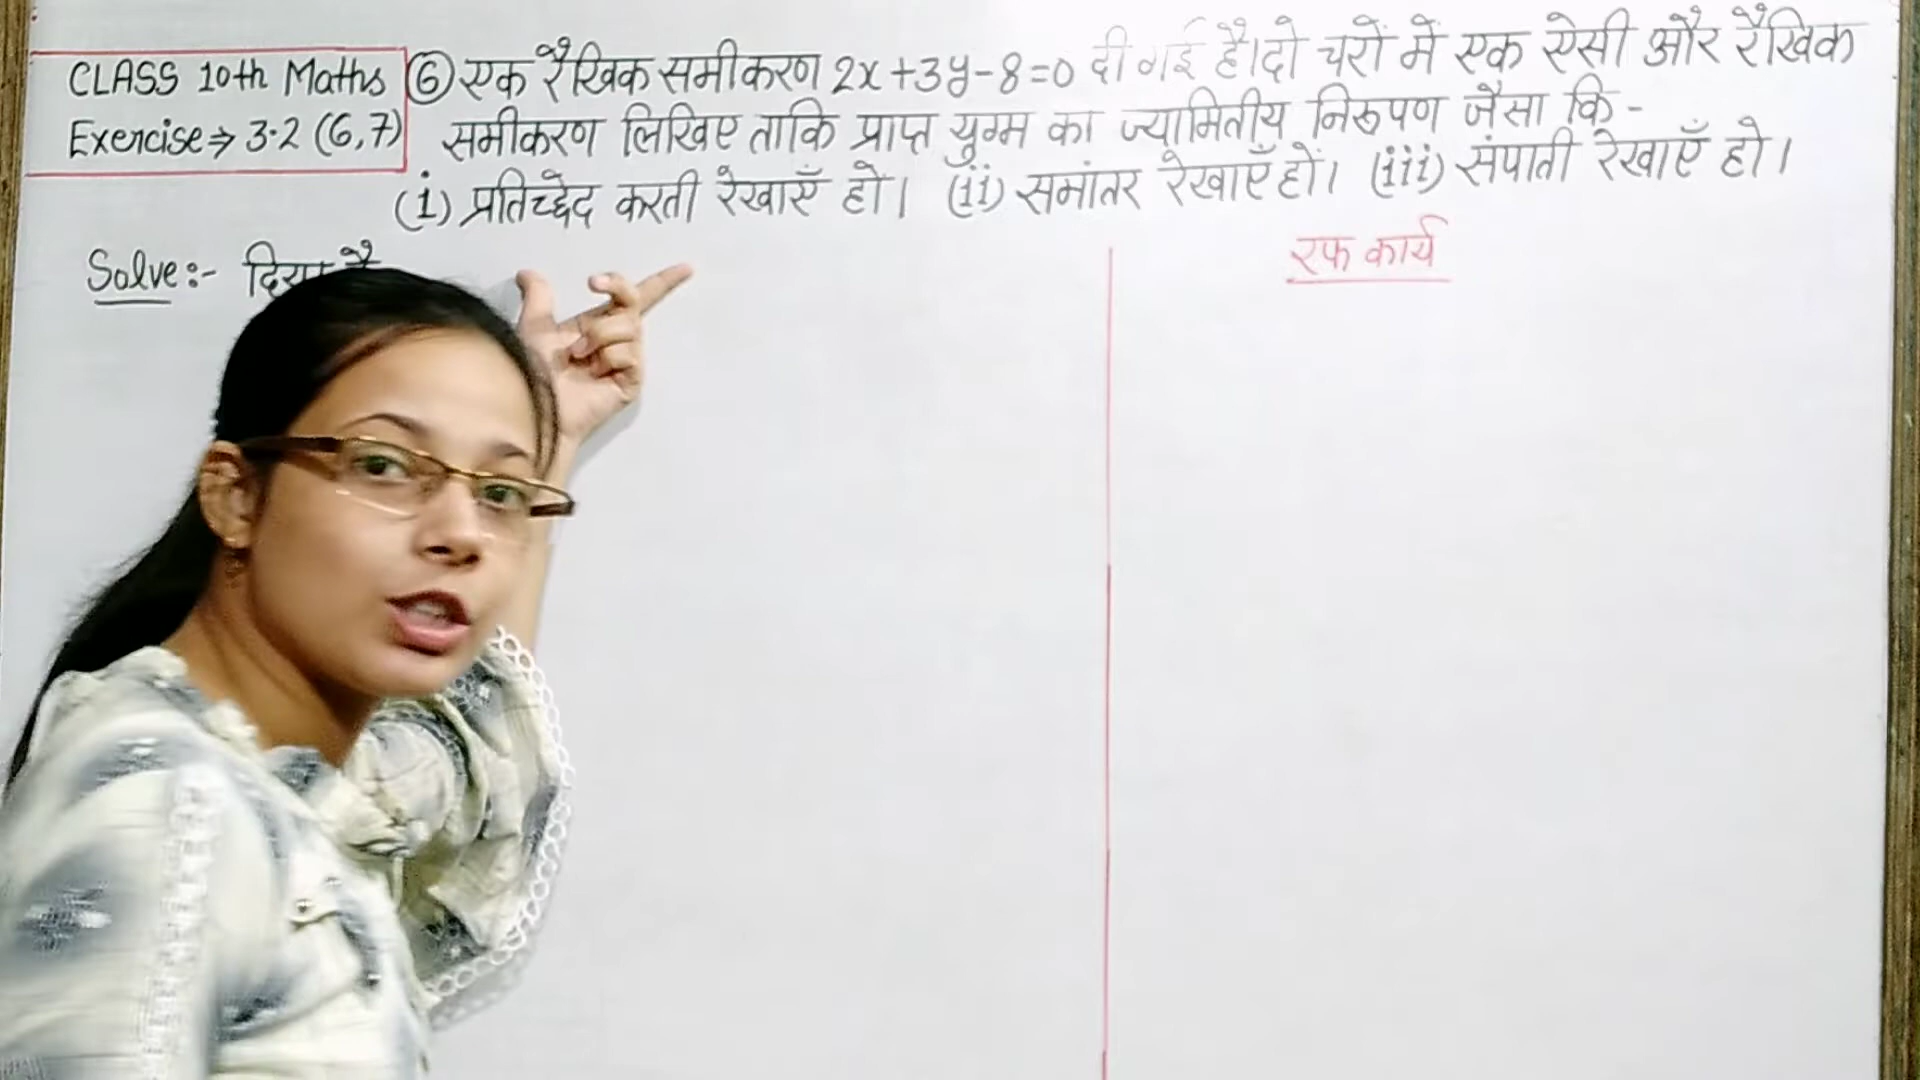 CLASS 10th Maths
Exercise ⇒ 3.2 (6,7)
⑥ एक रैखिक समीकरण 2x+3y-8=0 दी गई है। दो चरों में एक ऐसी और रैखिक
समीकरण लिखिए ताकि प्राप्त युग्म का ज्यामितीय निरूपण जैसा कि -
(i) प्रतिच्छेद करती रेखाएँ हो। (ii) समांतर रेखाएँ हों। (iii) संपाती रेखाएँ हो।
रफ कार्य
Solve:- दिया है